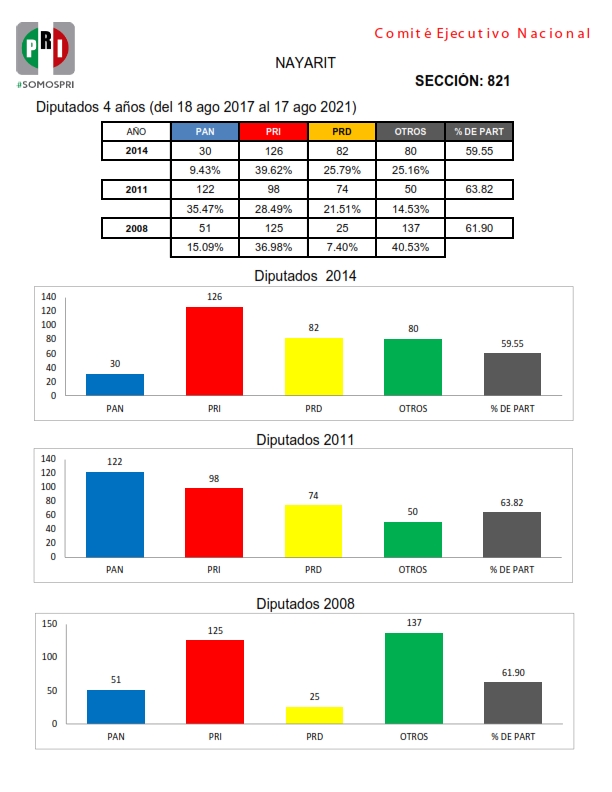 Comité Ejecutivo Nacional
PRI
#SOMOSPRI
NAYARIT
SECCIÓN: 821
Diputados 4 años (del 18 ago 2017 al 17 ago 2021)
AÑO PAN PRI PRD OTROS % DE PART
2014 30 126 82 80 59.55
9.43% 39.62% 25.79% 25.16%
2011 122 98 74 50 63.82
35.47% 28.49% 21.51% 14.53%
2008 51 125 25 137 61.90
15.09% 36.98% 7.40% 40.53%
Diputados 2014
140
120
100
80
60
40
20
0
30 126 82 80 59.55
PAN PRI PRD OTROS % DE PART
Diputados 2011
140
120
100
80
60
40
20
0
122 98 74 50 63.82
PAN PRI PRD OTROS % DE PART
Diputados 2008
150
100
50
0
51 125 25 137 61.90
PAN PRI PRD OTROS % DE PART